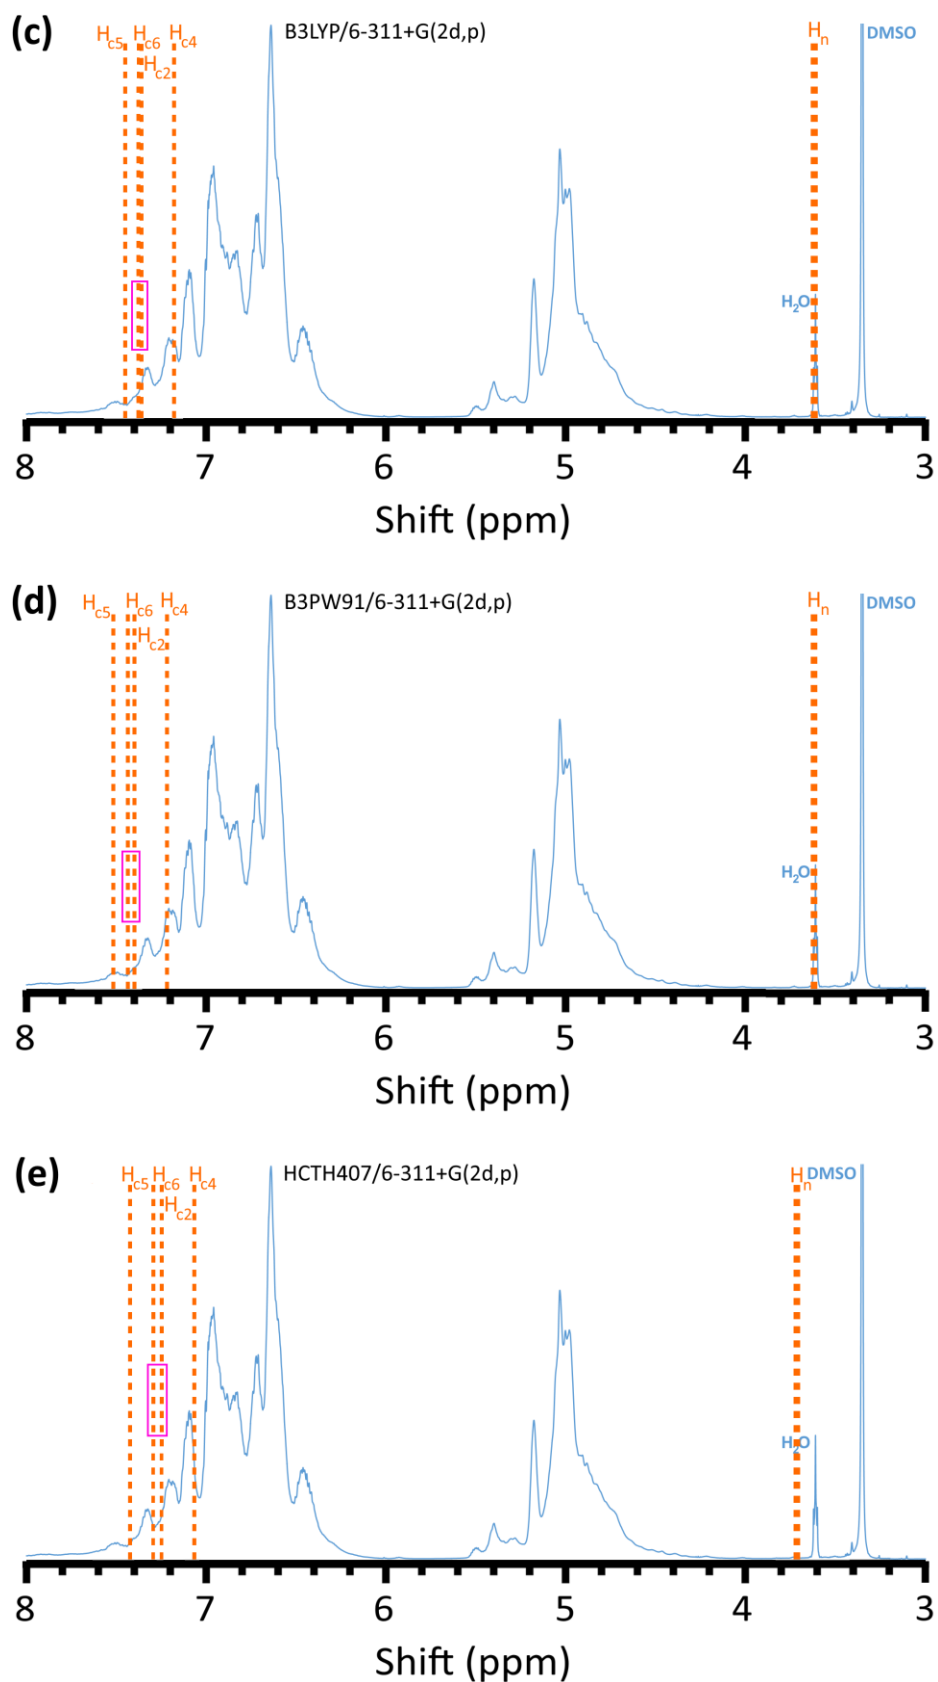 (c)
B3LYP/6-311+G(2d,p)
Hc5 Hc6 Hc4
Hc2
Hn
DMSO
H2O
8 7 6 5 4 3
Shift (ppm)
(d)
B3PW91/6-311+G(2d,p)
Hc5 Hc6 Hc4
Hc2
Hn
DMSO
H2O
8 7 6 5 4 3
Shift (ppm)
(e)
HCTH407/6-311+G(2d,p)
Hc5 Hc6 Hc4
Hc2
Hn
DMSO
H2O
8 7 6 5 4 3
Shift (ppm)